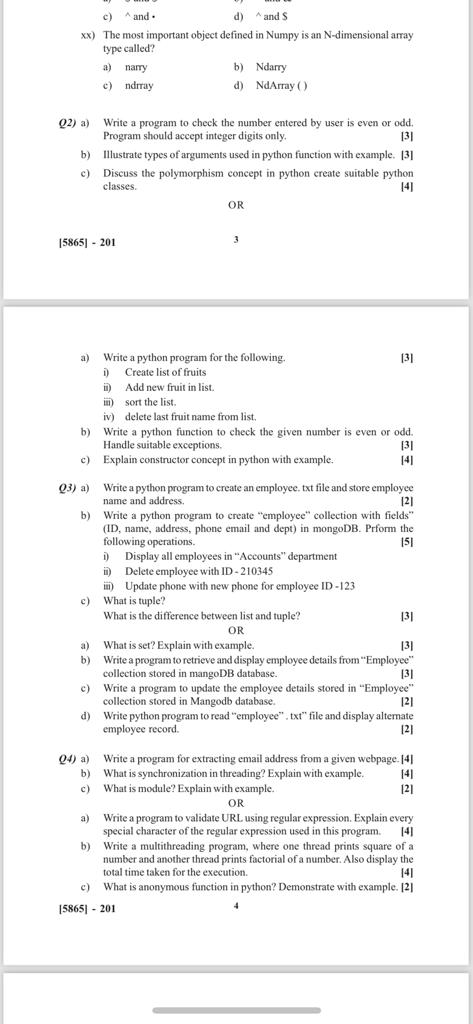 c) ^ and •
d) ^ and $
xx) The most important object defined in Numpy is an N-dimensional array
type called?
a) narry
b) Ndarry
c) ndrray
d) NdArray ( )
Q2) a) Write a program to check the number entered by user is even or odd.
Program should accept integer digits only. [3]
b) Illustrate types of arguments used in python function with example. [3]
c) Discuss the polymorphism concept in python create suitable python
classes. [4]
OR
[5865] - 201
3
a) Write a python program for the following. [3]
i) Create list of fruits
ii) Add new fruit in list.
iii) sort the list.
iv) delete last fruit name from list.
b) Write a python function to check the given number is even or odd.
Handle suitable exceptions. [3]
c) Explain constructor concept in python with example. [4]
Q3) a) Write a python program to create an employee. txt file and store employee
name and address. [2]
b) Write a python program to create “employee” collection with fields”
(ID, name, address, phone email and dept) in mongoDB. Prform the
following operations. [5]
i) Display all employees in “Accounts” department
ii) Delete employee with ID - 210345
iii) Update phone with new phone for employee ID -123
c) What is tuple?
What is the difference between list and tuple? [3]
OR
a) What is set? Explain with example. [3]
b) Write a program to retrieve and display employee details from “Employee”
collection stored in mangoDB database. [3]
c) Write a program to update the employee details stored in “Employee”
collection stored in Mangodb database. [2]
d) Write python program to read “employee” . txt” file and display alternate
employee record. [2]
Q4) a) Write a program for extracting email address from a given webpage. [4]
b) What is synchronization in threading? Explain with example. [4]
c) What is module? Explain with example. [2]
OR
a) Write a program to validate URL using regular expression. Explain every
special character of the regular expression used in this program. [4]
b) Write a multithreading program, where one thread prints square of a
number and another thread prints factorial of a number. Also display the
total time taken for the execution. [4]
c) What is anonymous function in python? Demonstrate with example. [2]
[5865] - 201
4